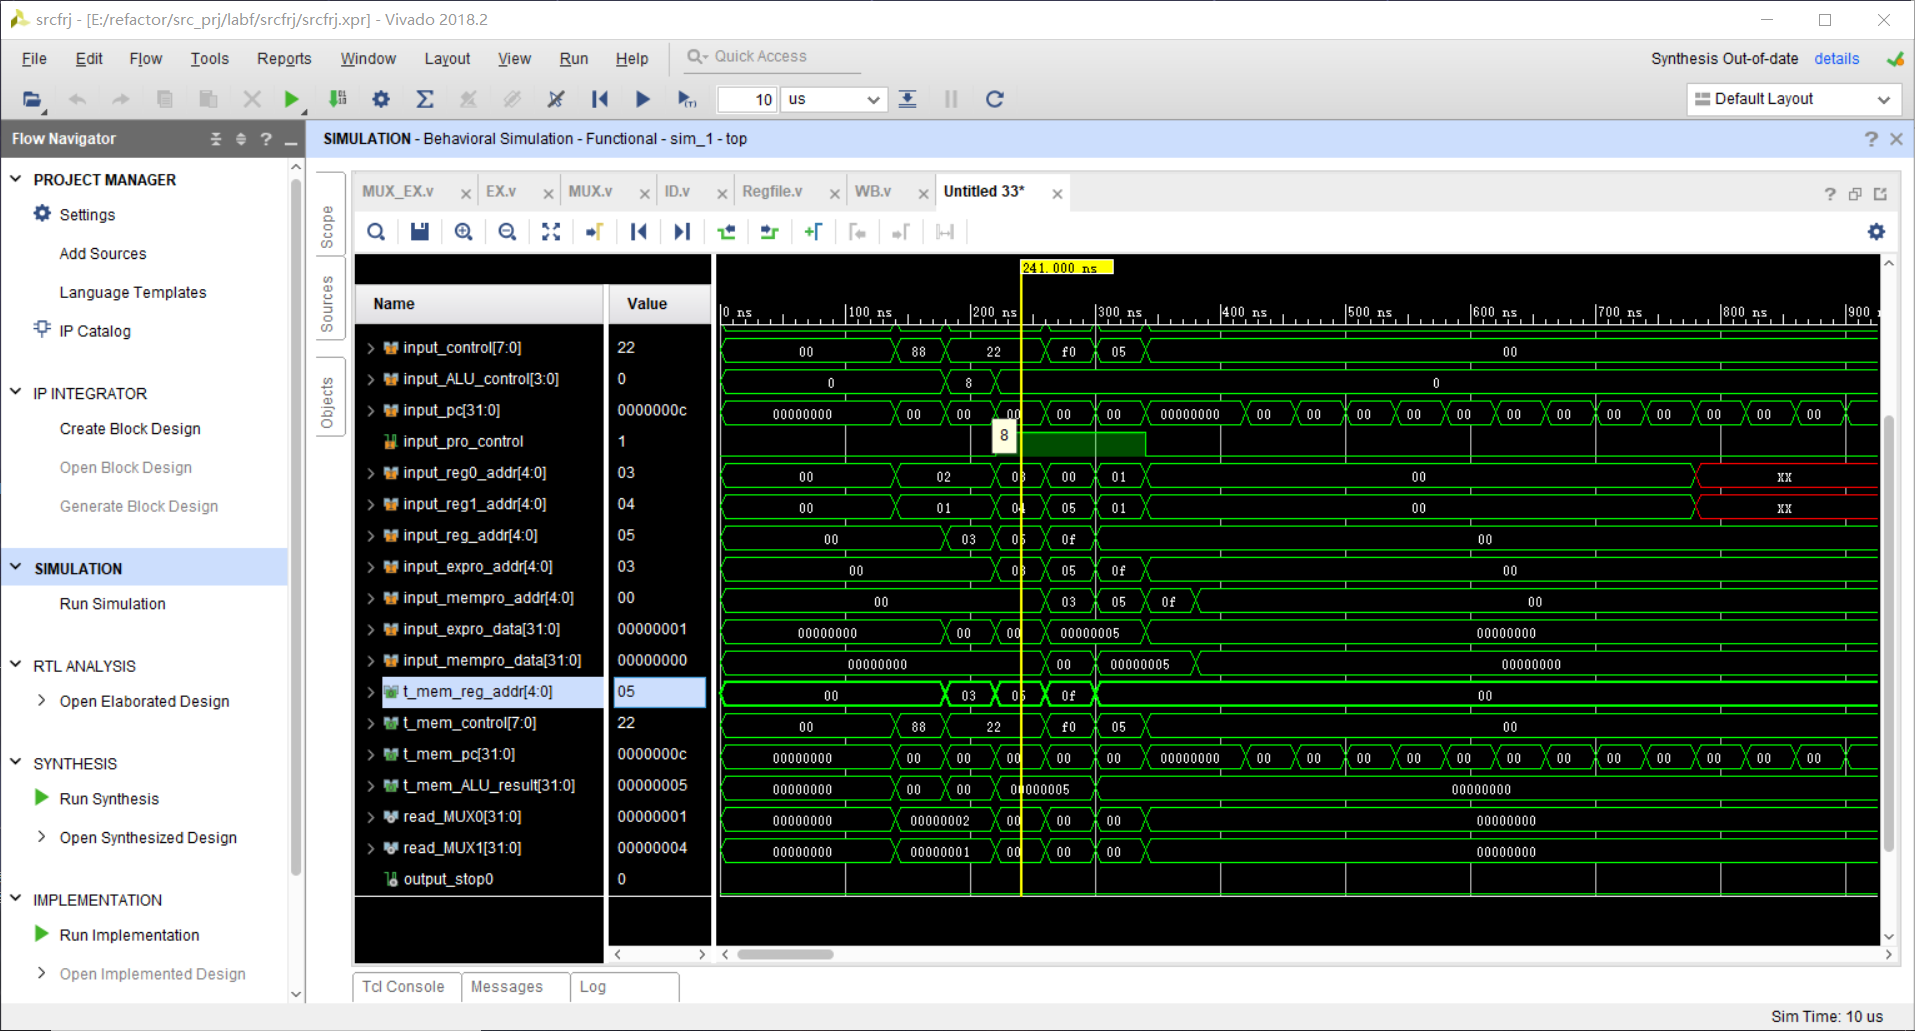 srcfrj - [E:/refactor/src_prj/labf/srcfrj/srcfrj.xpr] - Vivado 2018.2
File Edit Flow Tools Reports Window Layout View Run Help Quick Access Synthesis Out-of-date details
10 us Default Layout
Flow Navigator
SIMULATION - Behavioral Simulation - Functional - sim_1 - top
PROJECT MANAGER
Settings
Add Sources
Language Templates
IP Catalog
IP INTEGRATOR
Create Block Design
Open Block Design
Generate Block Design
SIMULATION
Run Simulation
RTL ANALYSIS
Open Elaborated Design
SYNTHESIS
Run Synthesis
Open Synthesized Design
IMPLEMENTATION
Run Implementation
Open Implemented Design
Scope
Sources
Objects
MUX_EX.v EX.v MUX.v ID.v Regfile.v WB.v Untitled 33*
241.000 ns
Name Value
0 ns 100 ns 200 ns 300 ns 400 ns 500 ns 600 ns 700 ns 800 ns 900
input_control[7:0] 22 00 88 22 f0 05 00
input_ALU_control[3:0] 0 0 8 0
input_pc[31:0] 0000000c 00000000 00 00 00 00 00 00000000 00 00 00 00 00 00 00 00 00
input_pro_control 1
8
input_reg0_addr[4:0] 03 00 02 03 00 01 00 XX
input_reg1_addr[4:0] 04 00 01 04 05 01 00 XX
input_reg_addr[4:0] 05 00 03 05 0f 00
input_expro_addr[4:0] 03 00 03 05 0f 00
input_mempro_addr[4:0] 00 00 03 05 0f 00
input_expro_data[31:0] 00000001 00000000 00 00 00000005 00000000
input_mempro_data[31:0] 00000000 00000000 00 00000005 00000000
t_mem_reg_addr[4:0] 05 00 03 05 0f 00
t_mem_control[7:0] 22 00 88 22 f0 05 00
t_mem_pc[31:0] 0000000c 00000000 00 00 00 00 00 00000000 00 00 00 00 00 00 00 00 00
t_mem_ALU_result[31:0] 00000005 00000000 00 00 00000005 00000000
read_MUX0[31:0] 00000001 00000000 00000002 00 00 00 00000000
read_MUX1[31:0] 00000004 00000000 00000001 00 00 00 00000000
output_stop0 0
Tcl Console Messages Log
Sim Time: 10 us